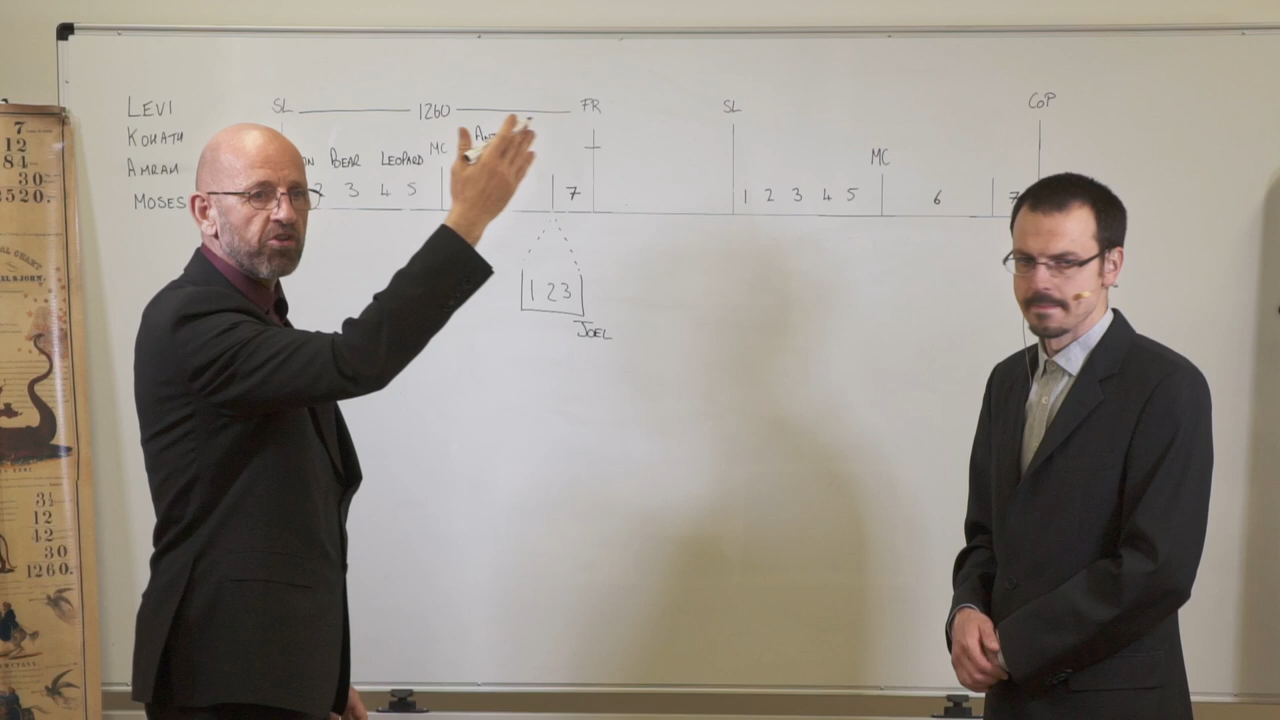 LEVI
KOHATH
AMRAM
MOSES
SL 1260 FR
BEAR LEOPARD MC
2 3 4 5 7
1 2 3
JOEL
SL COP
MC
1 2 3 4 5 6 7
7
12
84
30
2520.
3½
12
42
30
1260.